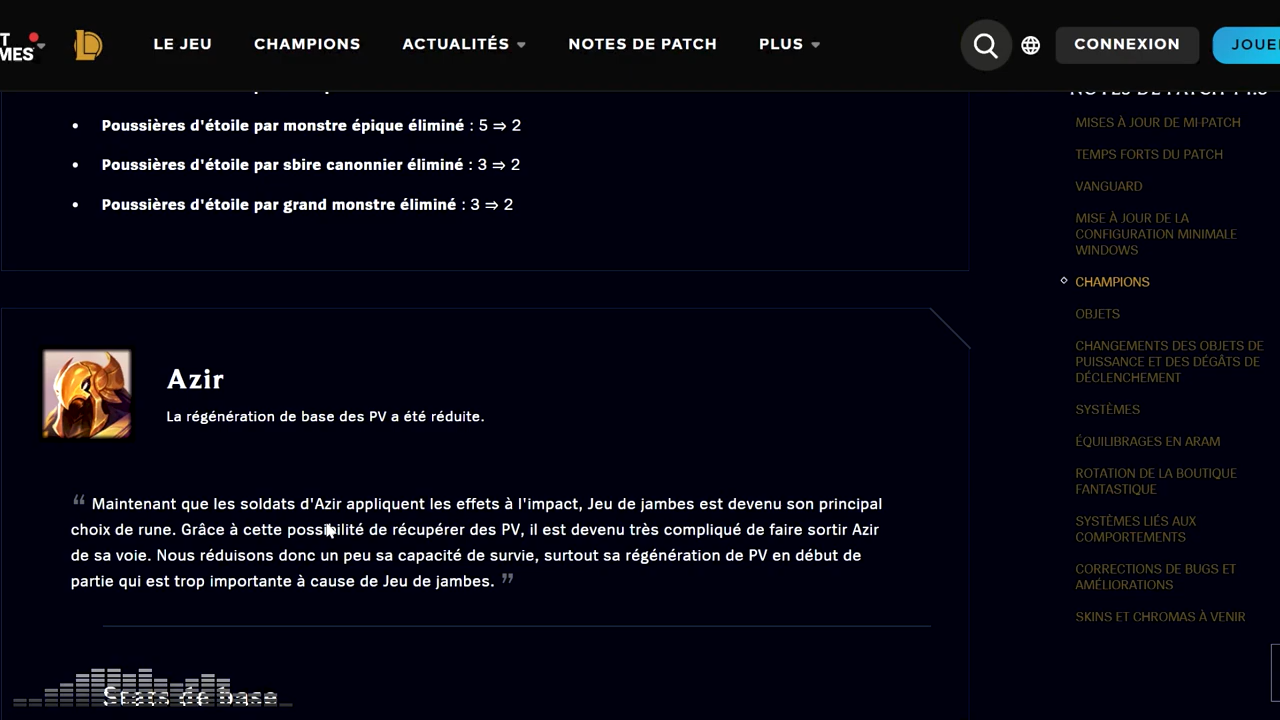 LE JEU
CHAMPIONS
ACTUALITÉS
NOTES DE PATCH
PLUS
CONNEXION
Poussières d'étoile par monstre épique éliminé : 5 ⇒ 2
Poussières d'étoile par sbire canonnier éliminé : 3 ⇒ 2
Poussières d'étoile par grand monstre éliminé : 3 ⇒ 2
Azir
La régénération de base des PV a été réduite.
“ Maintenant que les soldats d'Azir appliquent les effets à l'impact, Jeu de jambes est devenu son principal
choix de rune. Grâce à cette possibilité de récupérer des PV, il est devenu très compliqué de faire sortir Azir
de sa voie. Nous réduisons donc un peu sa capacité de survie, surtout sa régénération de PV en début de
partie qui est trop importante à cause de Jeu de jambes. ”
Stats de base
MISES À JOUR DE MI-PATCH
TEMPS FORTS DU PATCH
VANGUARD
MISE À JOUR DE LA
CONFIGURATION MINIMALE
WINDOWS
CHAMPIONS
OBJETS
CHANGEMENTS DES OBJETS DE
PUISSANCE ET DES DÉGÂTS DE
DÉCLENCHEMENT
SYSTÈMES
ÉQUILIBRAGES EN ARAM
ROTATION DE LA BOUTIQUE
FANTASTIQUE
SYSTÈMES LIÉS AUX
COMPORTEMENTS
CORRECTIONS DE BUGS ET
AMÉLIORATIONS
SKINS ET CHROMAS À VENIR